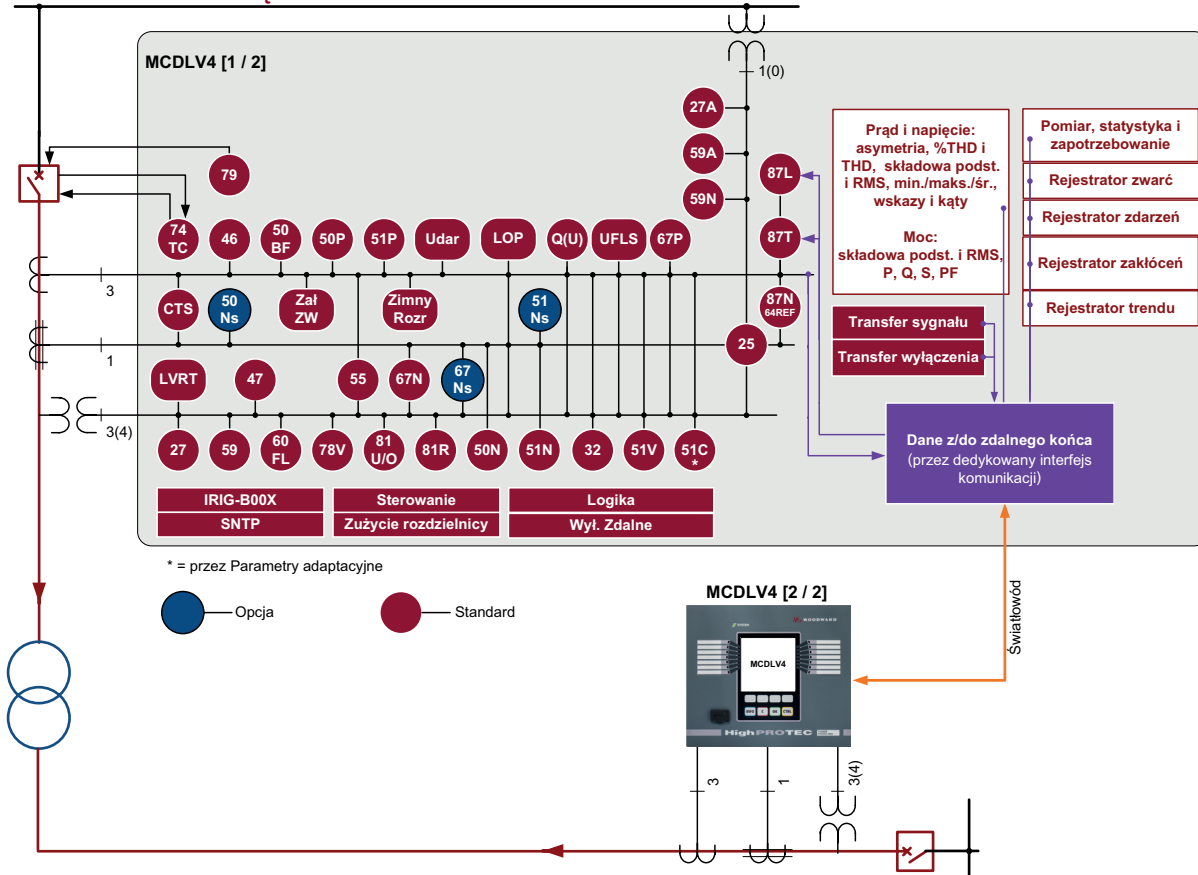 MCDLV4 [1 / 2]
1(0)
27A
59A
59N
79
74
TC
46
50
BF
50P
51P
Udar
LOP
Q(U)
UFLS
67P
87L
87T
87N
64REF
3
CTS
50
Ns
Zał
ZW
Zimny
Rozr
51
Ns
1
25
LVRT
47
55
67N
67
Ns
3(4)
27
59
60
FL
78V
81
U/O
81R
50N
51N
32
51V
51C
*
Prąd i napięcie:
asymetria, %THD i
THD, składowa podst.
i RMS, min./maks./śr.,
wskazy i kąty
Moc:
składowa podst. i RMS,
P, Q, S, PF
Pomiar, statystyka i
zapotrzebowanie
Rejestrator zwarć
Rejestrator zdarzeń
Rejestrator zakłóceń
Rejestrator trendu
Transfer sygnału
Transfer wyłączenia
Dane z/do zdalnego końca
(przez dedykowany interfejs
komunikacji)
IRIG-B00X
SNTP
Sterowanie
Zużycie rozdzielnicy
Logika
Wył. Zdalne
* = przez Parametry adaptacyjne
Opcja
Standard
MCDLV4 [2 / 2]
Światłowód
WOODWARD
MCDLV4
INFO
C
OK
CTRL
HighPROTEC
3
1
3(4)